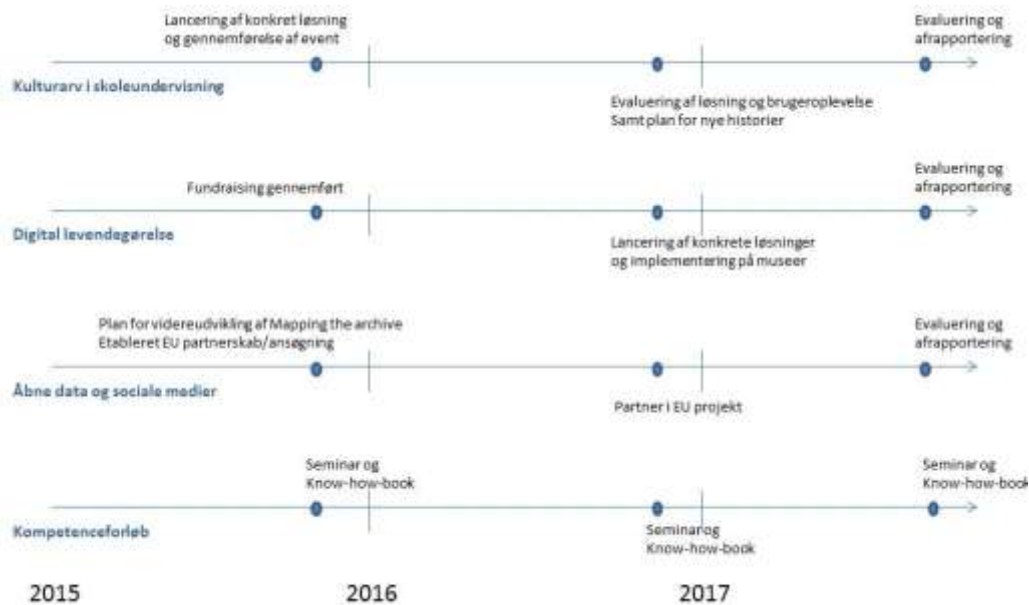 Lancering af konkret løsning
og gennemførelse af event
Evaluering og
afrapportering
Kulturarv i skoleundervisning
Evaluering af løsning og brugeroplevelse
Samt plan for nye historier
Fundraising gennemført
Evaluering og
afrapportering
Digital levendegørelse
Lancering af konkrete løsninger
og implementering på museer
Plan for videreudvikling af Mapping the archive
Etableret EU partnerskab/ansøgning
Evaluering og
afrapportering
Åbne data og sociale medier
Partner i EU projekt
Seminar og
Know-how-book
Seminar og
Know-how-book
Kompetenceforløb
Seminar og
Know-how-book
2015
2016
2017